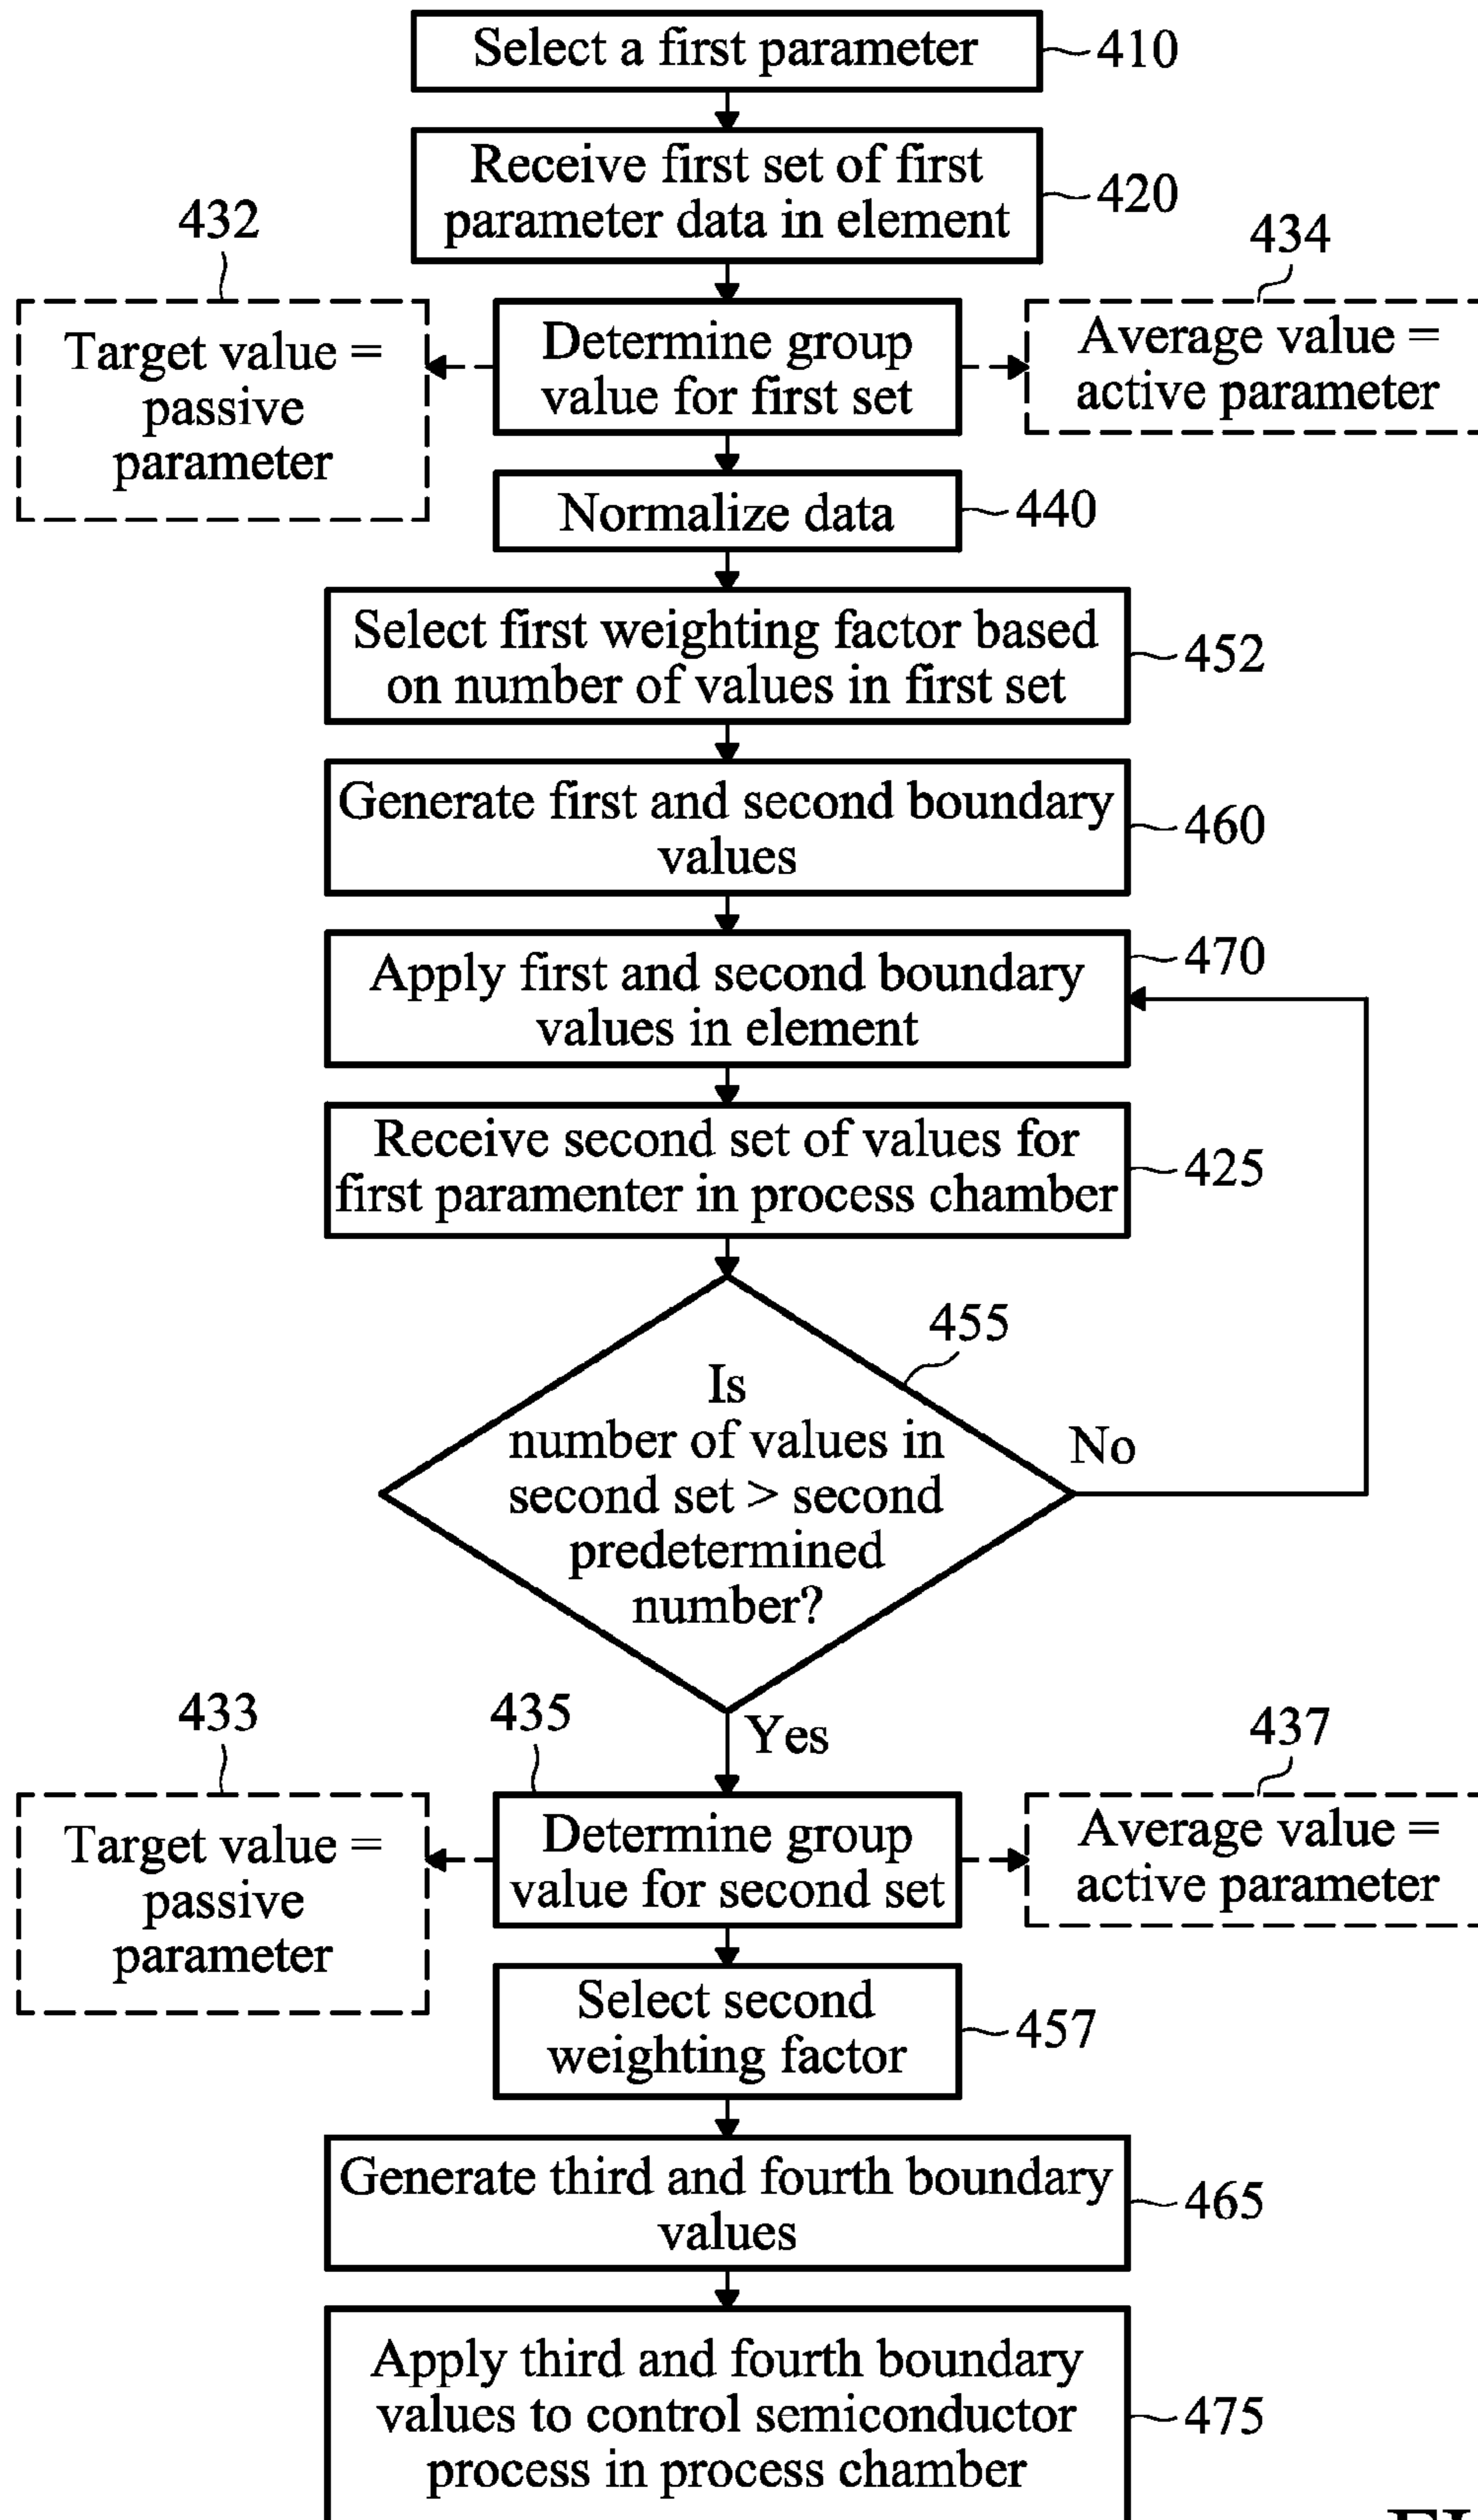 Select a first parameter
410
Receive first set of first
parameter data in element
420
432
434
Target value =
passive
parameter
Determine group
value for first set
Average value =
active parameter
Normalize data
440
Select first weighting factor based
on number of values in first set
452
Generate first and second boundary
values
460
Apply first and second boundary
values in element
470
Receive second set of values for
first paramenter in process chamber
425
455
Is
number of values in
second set > second
predetermined
number?
No
Yes
433
435
437
Target value =
passive
parameter
Determine group
value for second set
Average value =
active parameter
Select second
weighting factor
457
Generate third and fourth boundary
values
465
Apply third and fourth boundary
values to control semiconductor
process in process chamber
475